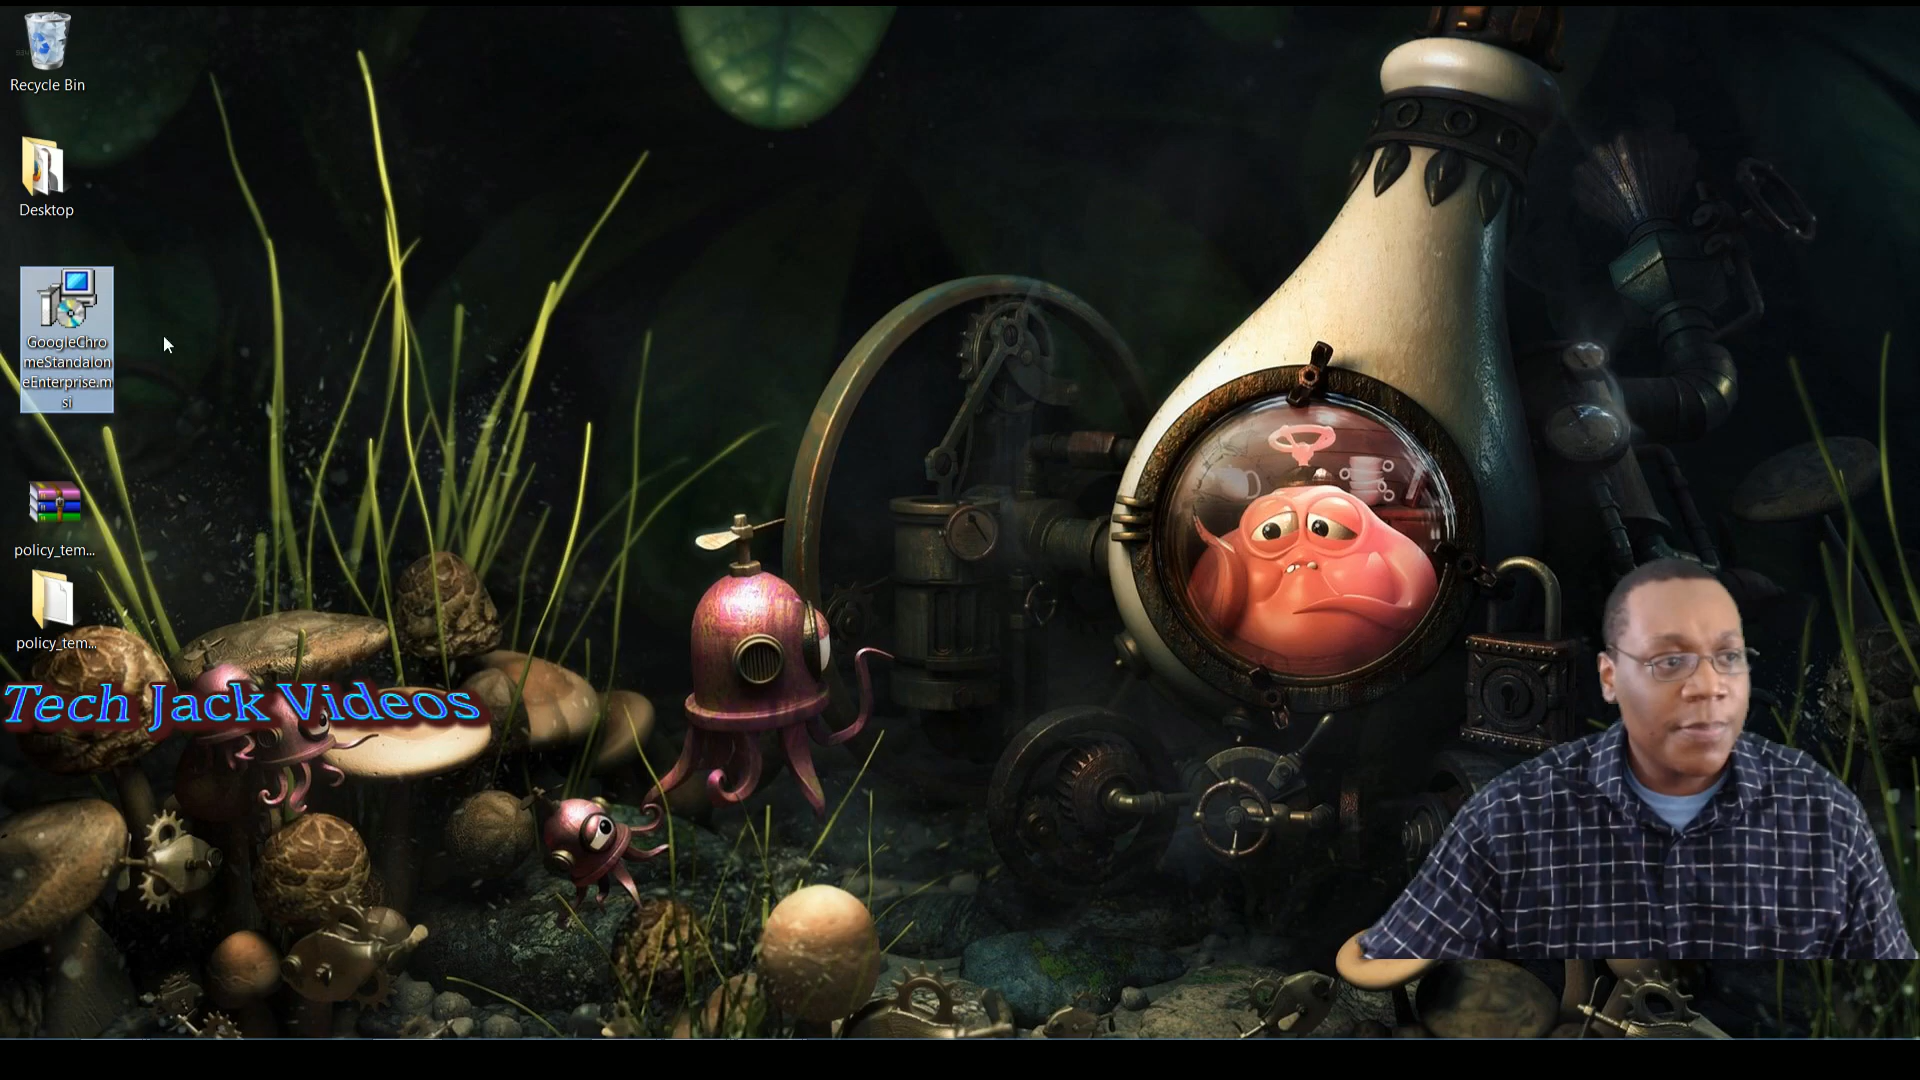 Recycle Bin
Desktop
GoogleChro
meStandalon
eEnterprise.m
si
policy_tem...
policy_tem...
Tech Jack Videos